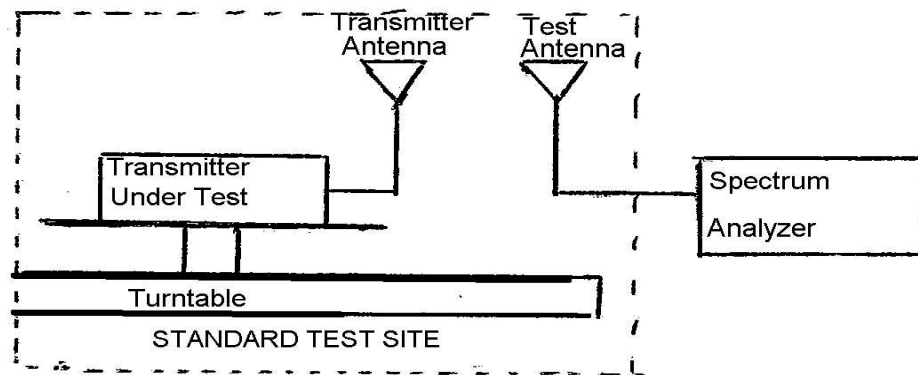 Transmitter
Antenna
Test
Antenna
Transmitter
Under Test
Spectrum
Analyzer
Turntable
STANDARD TEST SITE